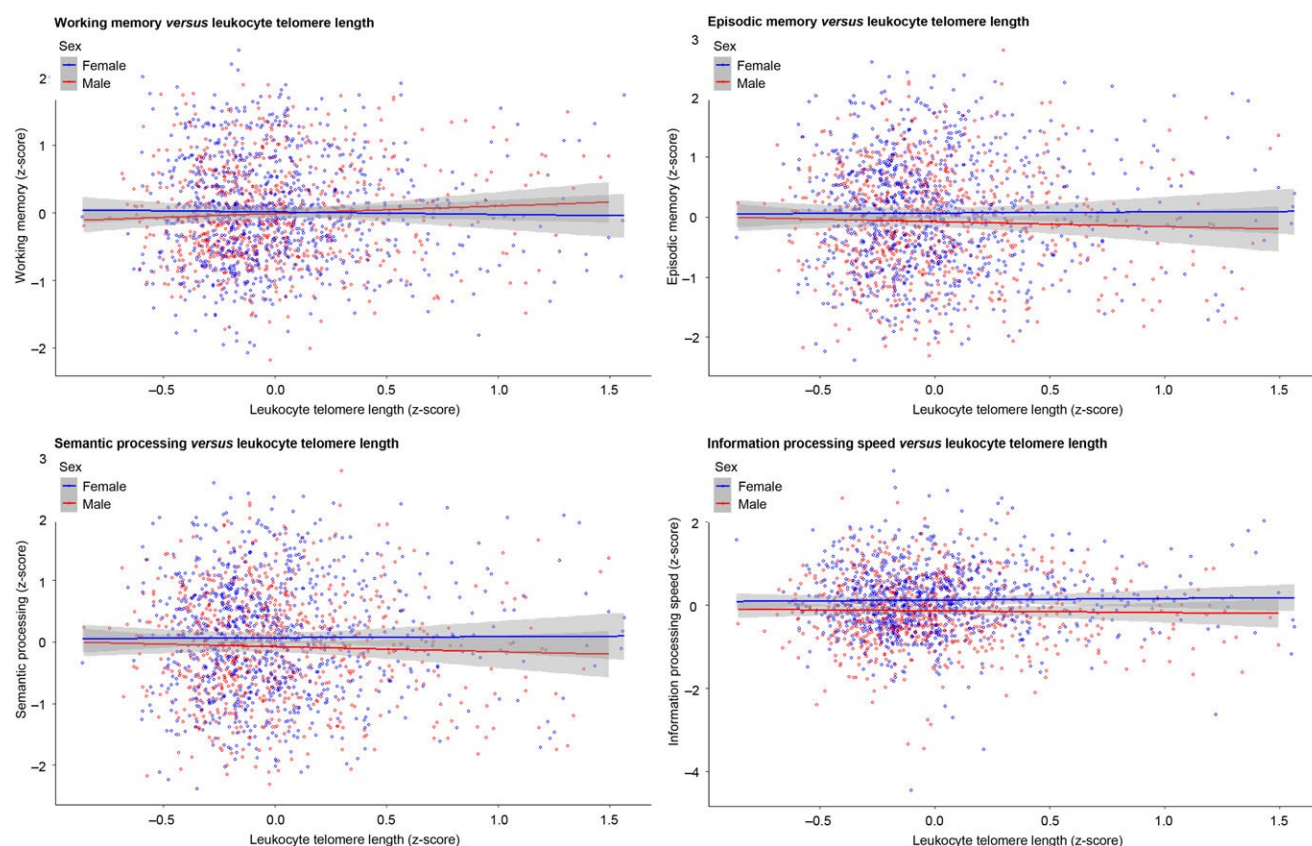 Working memory versus leukocyte telomere length
Sex
Female
Male
2
1
0
−1
−2
Working memory (z-score)
−0.5 0.0 0.5 1.0 1.5
Leukocyte telomere length (z-score)
Episodic memory versus leukocyte telomere length
3
Sex
Female
Male
2
1
0
−1
−2
Episodic memory (z-score)
−0.5 0.0 0.5 1.0 1.5
Leukocyte telomere length (z-score)
Semantic processing versus leukocyte telomere length
3
Sex
Female
Male
2
1
0
−1
−2
Semantic processing (z-score)
−0.5 0.0 0.5 1.0 1.5
Leukocyte telomere length (z-score)
Information processing speed versus leukocyte telomere length
Sex
Female
Male
2
0
−2
−4
Information processing speed (z-score)
−0.5 0.0 0.5 1.0 1.5
Leukocyte telomere length (z-score)